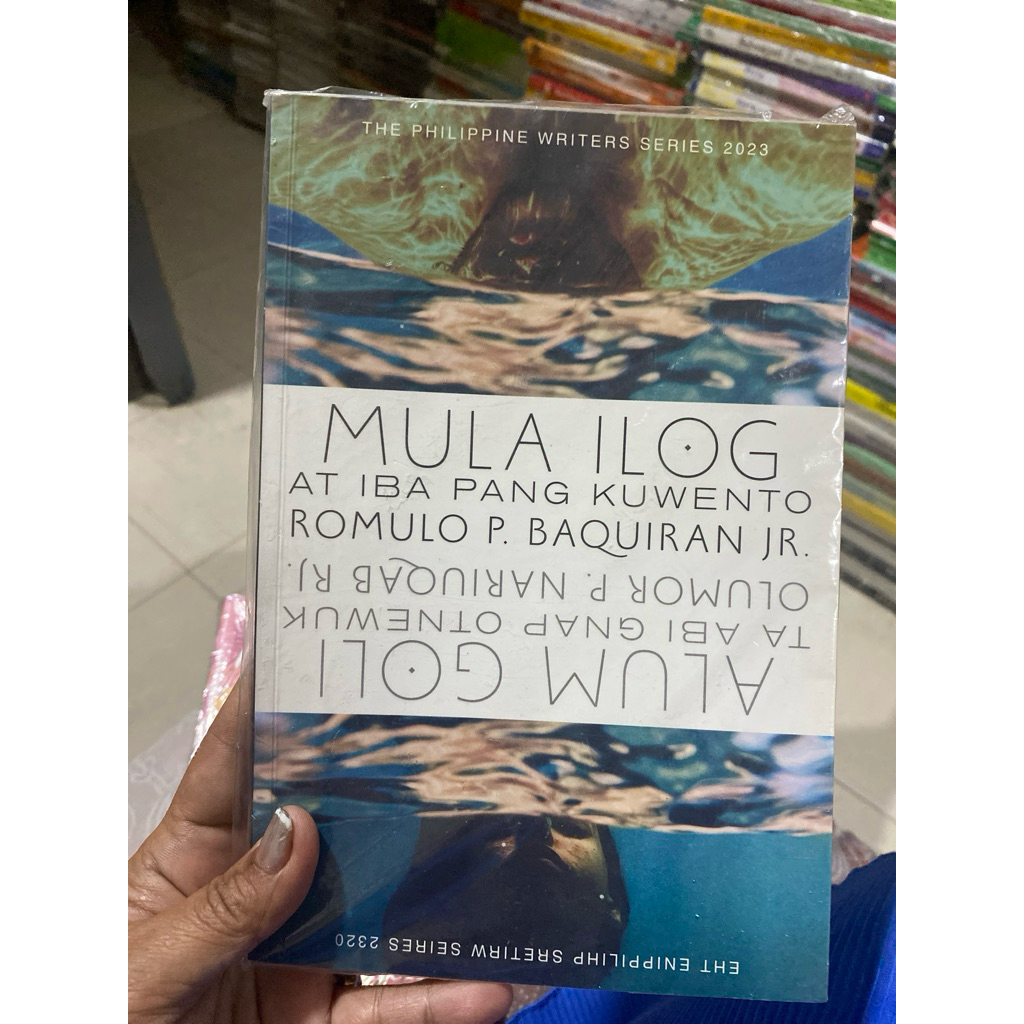 THE PHILIPPINE WRITERS SERIES 2023
MULA ILOG
AT IBA PANG KUWENTO
ROMULO P. BAQUIRAN JR.
OLUMOR P. NARIUQAB RJ.
TA ABI GNAP OTNEWUK
ALUM GOLI
EHT ENIPPILIHP SRETIRW SEIRES 2320